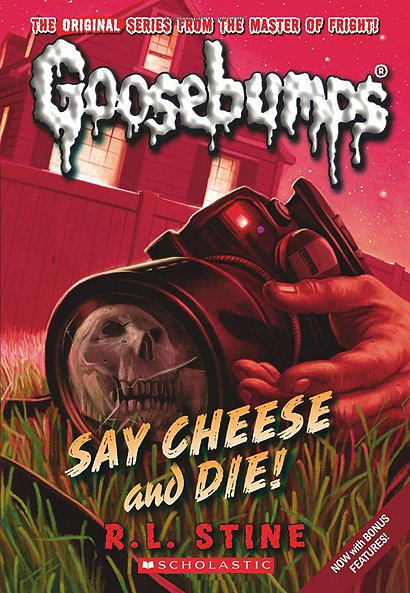 THE ORIGINAL SERIES FROM THE MASTER OF FRIGHT!
Goosebumps®
SAY CHEESE
and DIE!
R.L. STINE
SCHOLASTIC
NOW WITH BONUS
FEATURES!